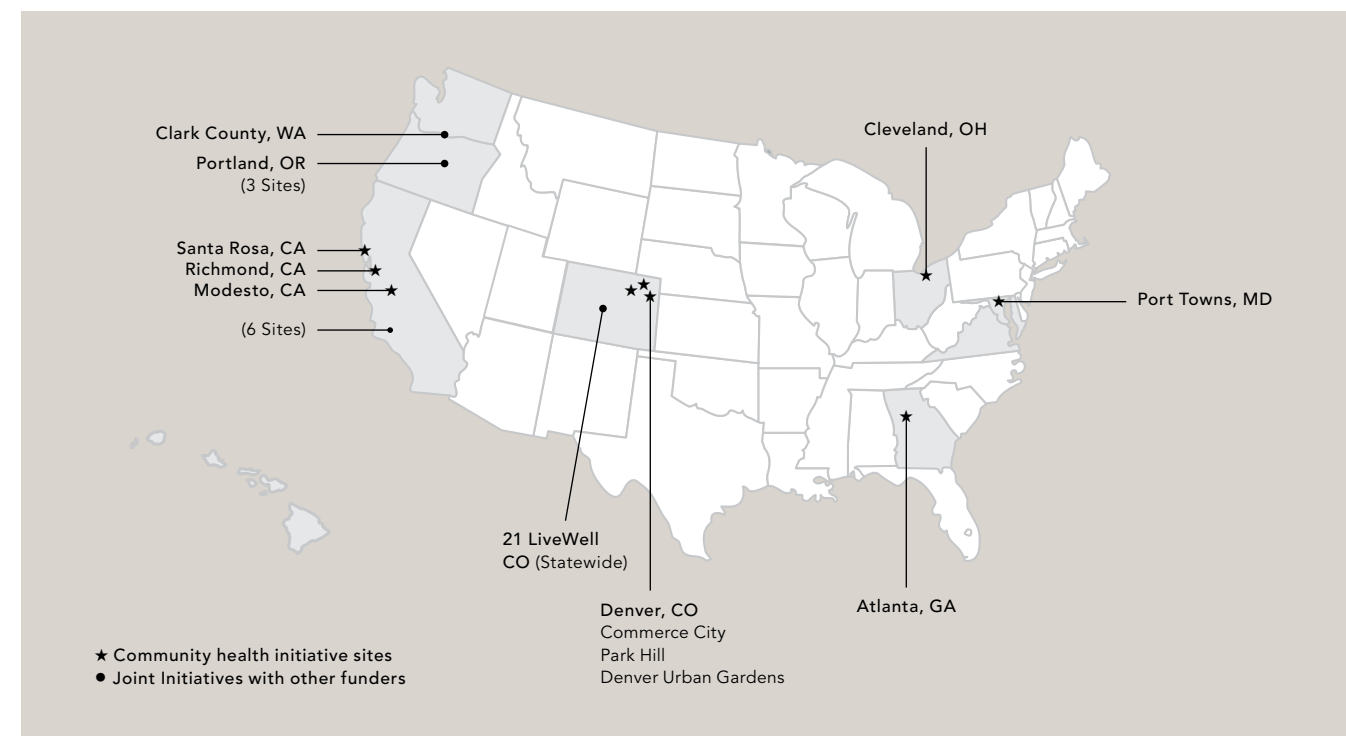 Clark County, WA
Portland, OR
(3 Sites)
Santa Rosa, CA
Richmond, CA
Modesto, CA
(6 Sites)
Cleveland, OH
Port Towns, MD
21 LiveWell
CO (Statewide)
Denver, CO
Commerce City
Park Hill
Denver Urban Gardens
Atlanta, GA
★ Community health initiative sites
● Joint Initiatives with other funders